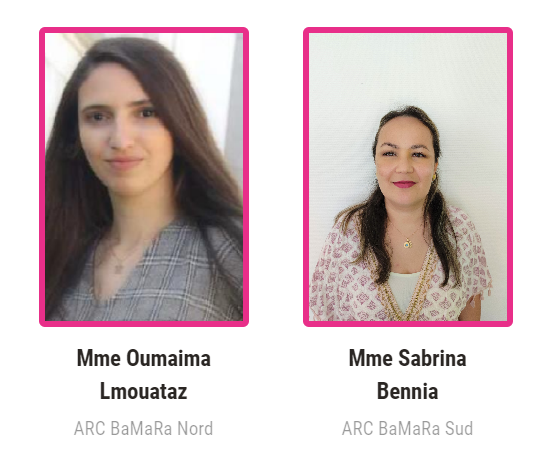 Mme Oumaima
Lmouataz
ARC BaMaRa Nord
Mme Sabrina
Bennia
ARC BaMaRa Sud